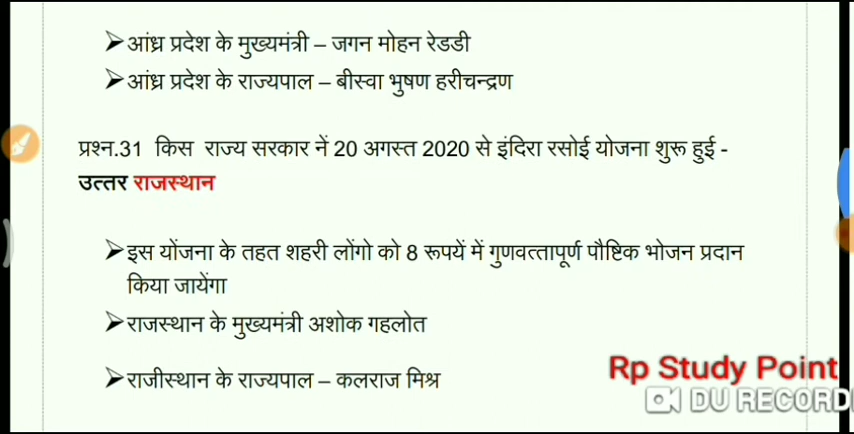 ➢आंध्र प्रदेश के मुख्यमंत्री – जगन मोहन रेडडी
➢आंध्र प्रदेश के राज्यपाल – बीस्वा भुषण हरीचन्द्रण
प्रश्न.31 किस राज्य सरकार नें 20 अगस्त 2020 से इंदिरा रसोई योजना शुरू हुई -
उत्तर राजस्थान
➢इस योंजना के तहत शहरी लोंगो को 8 रूपयें में गुणवत्तापूर्ण पौष्टिक भोजन प्रदान
किया जायेंगा
➢राजस्थान के मुख्यमंत्री अशोक गहलोत
➢राजीस्थान के राज्यपाल – कलराज मिश्र
Rp Study Point
DU RECORD